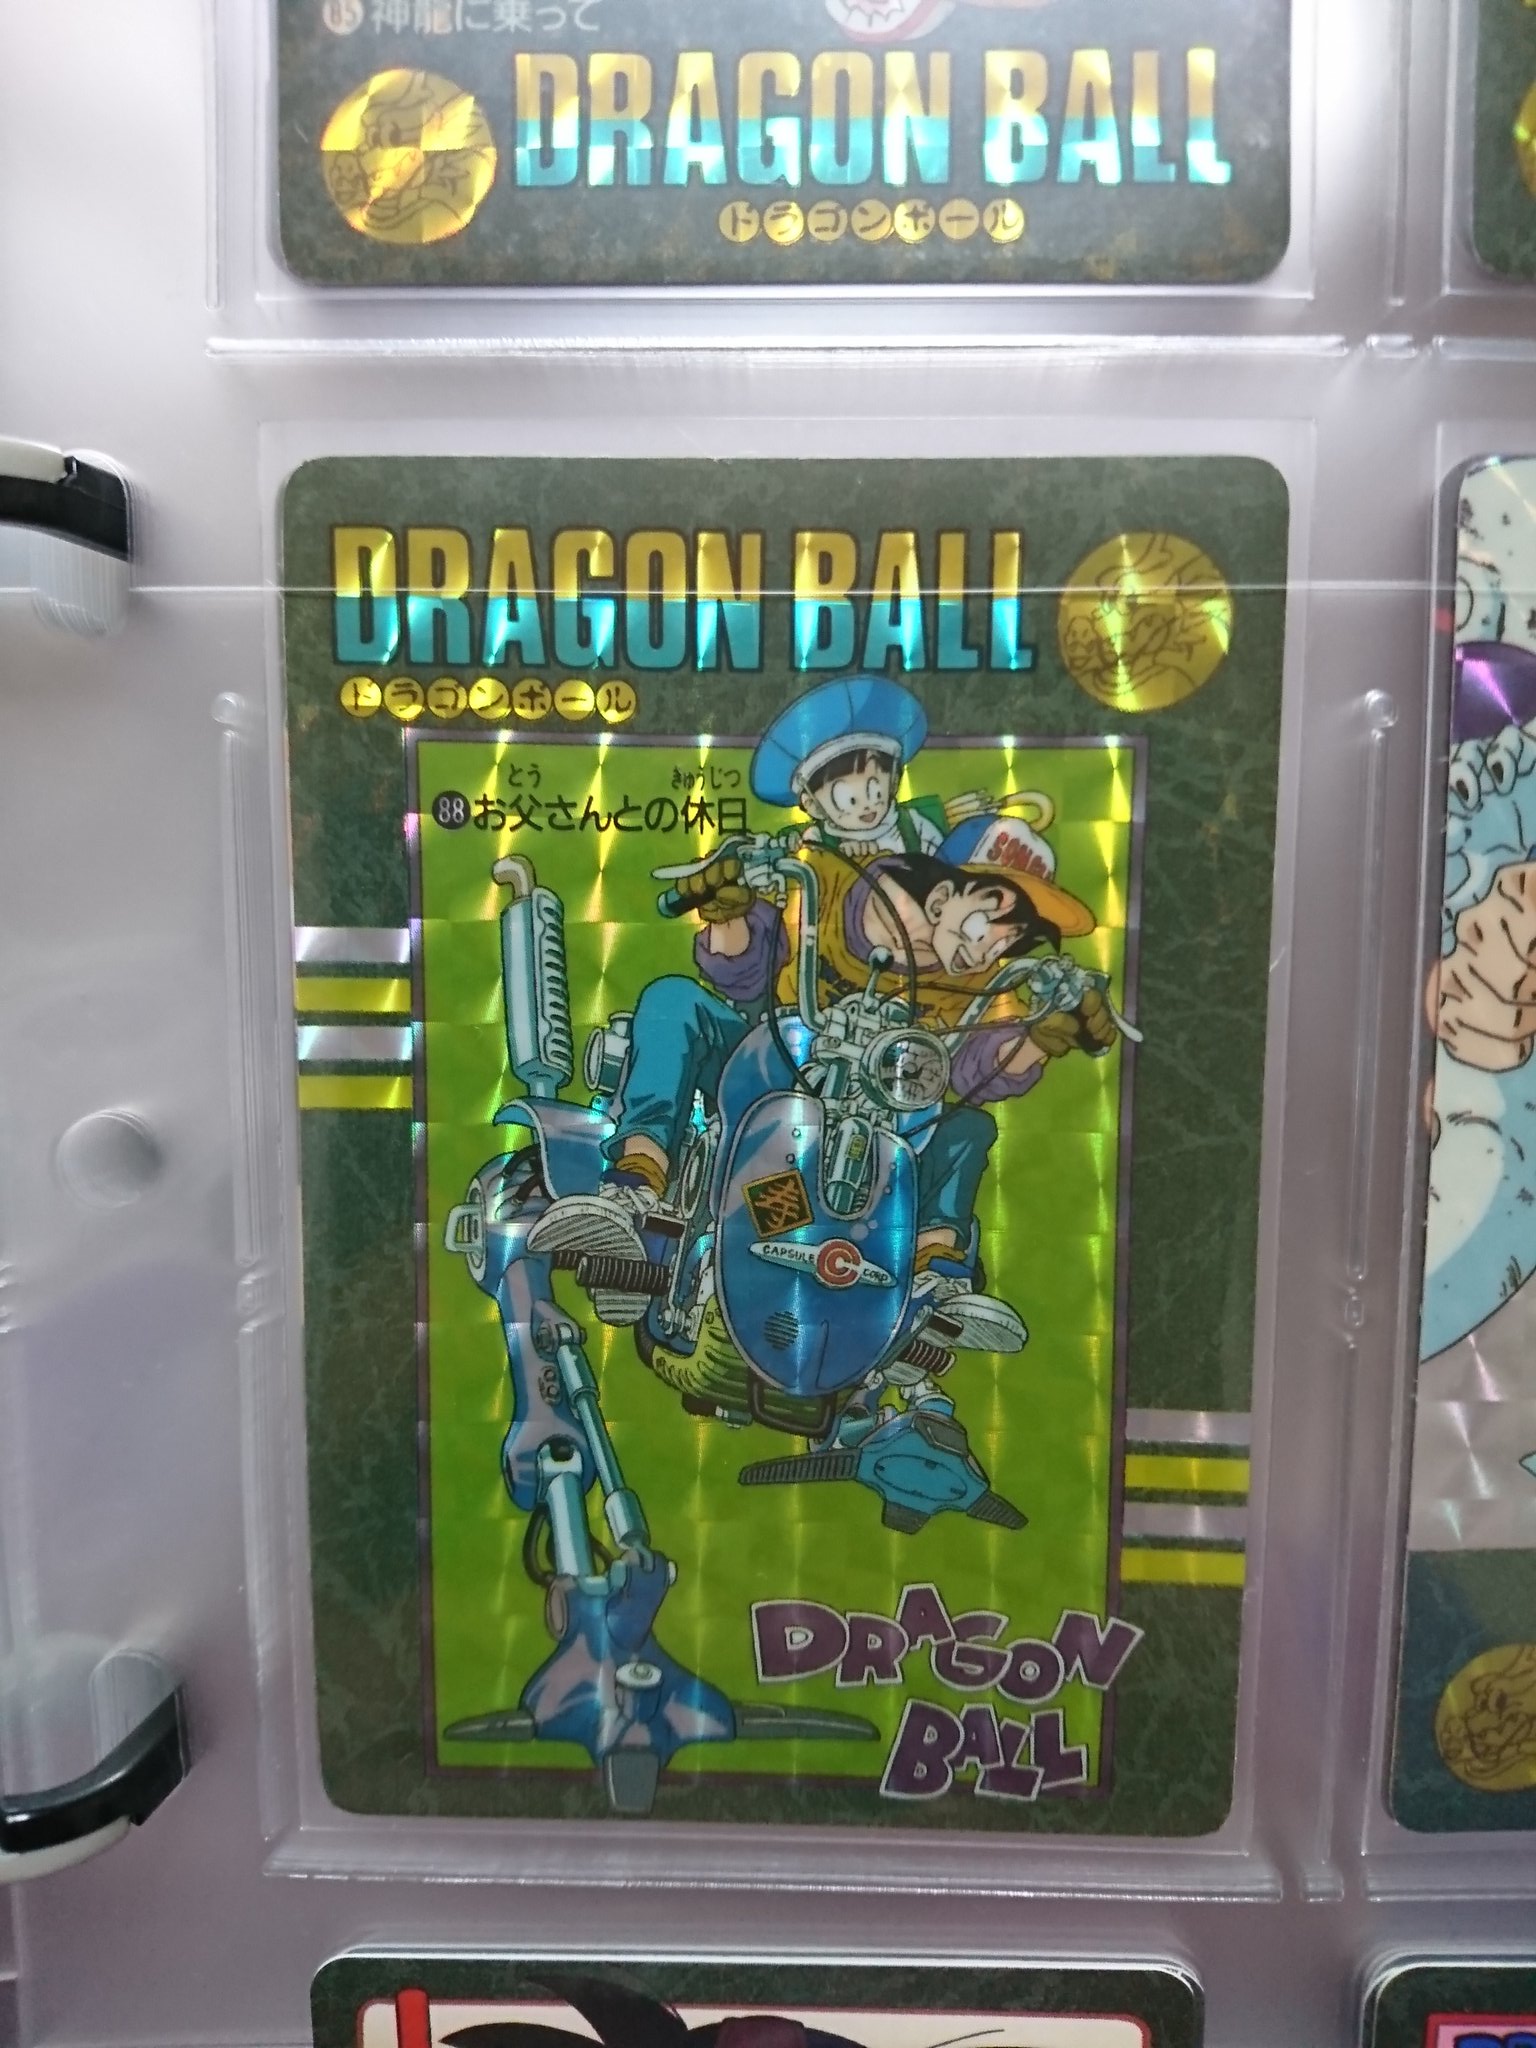 神龍に乗って
DRAGON BALL
ドラゴンボール
DRAGON BALL
ドラゴンボール
とう きゅうじつ
88 お父さんとの休日
SON
CAPSULE C CORP
DRAGON
BALL